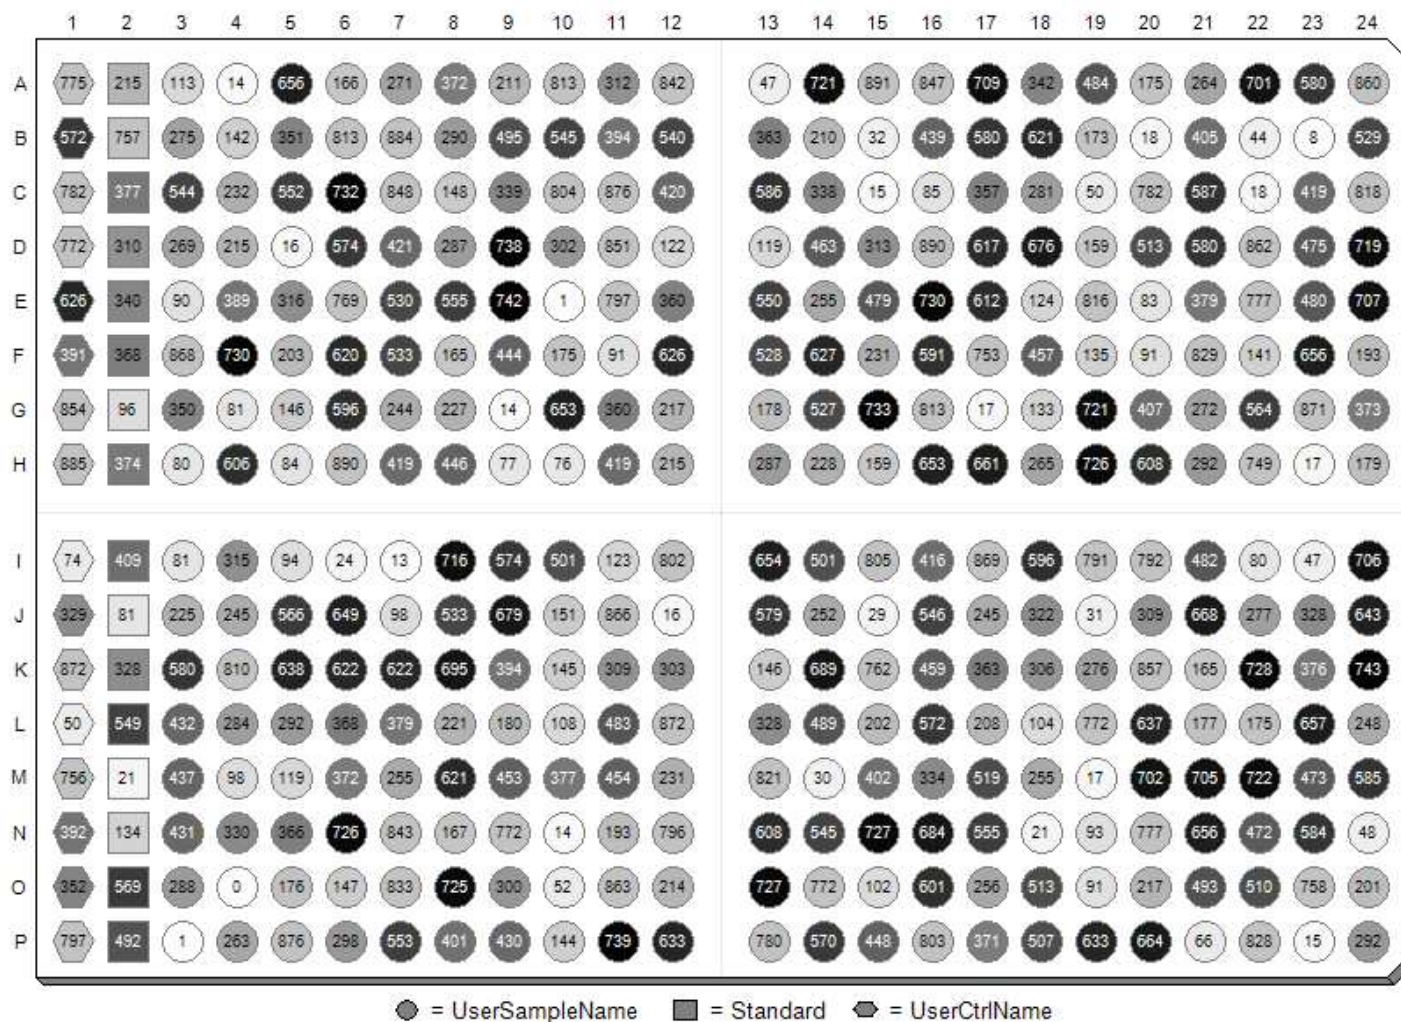 1 2 3 4 5 6 7 8 9 10 11 12 13 14 15 16 17 18 19 20 21 22 23 24
A 775 215 113 14 656 166 271 372 211 813 312 842 47 721 891 847 709 342 484 175 264 701 580 860
B 572 757 275 142 351 813 884 290 495 545 394 540 363 210 32 439 580 621 173 18 405 44 8 529
C 782 377 544 232 552 732 848 148 339 804 876 420 586 338 15 85 357 281 50 782 587 18 419 818
D 772 310 269 215 16 574 421 287 738 302 851 122 119 463 313 890 617 676 159 513 580 862 475 719
E 626 340 90 389 316 769 530 555 742 1 797 360 550 255 479 730 612 124 816 83 379 777 480 707
F 391 368 868 730 203 620 533 165 444 175 91 626 528 627 231 591 753 457 135 91 829 141 656 193
G 854 96 350 81 146 596 244 227 14 653 360 217 178 527 733 813 17 133 721 407 272 564 871 373
H 885 374 80 606 84 890 419 446 77 76 419 215 287 228 159 653 661 265 726 608 292 749 17 179
I 74 409 81 315 94 24 13 716 574 501 123 802 654 501 805 416 869 596 791 792 482 80 47 706
J 329 81 225 245 566 649 98 533 679 151 866 16 579 252 29 546 245 322 31 309 668 277 328 643
K 872 328 580 810 638 622 622 695 394 145 309 303 146 689 762 459 363 306 276 857 165 728 376 743
L 50 549 432 284 292 368 379 221 180 108 483 872 328 489 202 572 208 104 772 637 177 175 657 248
M 756 21 437 98 119 372 255 621 453 377 454 231 821 30 402 334 519 255 17 702 705 722 473 585
N 392 134 431 330 366 726 843 167 772 14 193 796 608 545 727 684 555 21 93 777 656 472 584 48
O 352 569 288 0 176 147 833 725 300 52 863 214 727 772 102 601 256 513 91 217 493 510 758 201
P 797 492 1 263 876 298 553 401 430 144 739 633 780 570 448 803 371 507 633 664 66 828 15 292
= UserSampleName = Standard = UserCtrlName